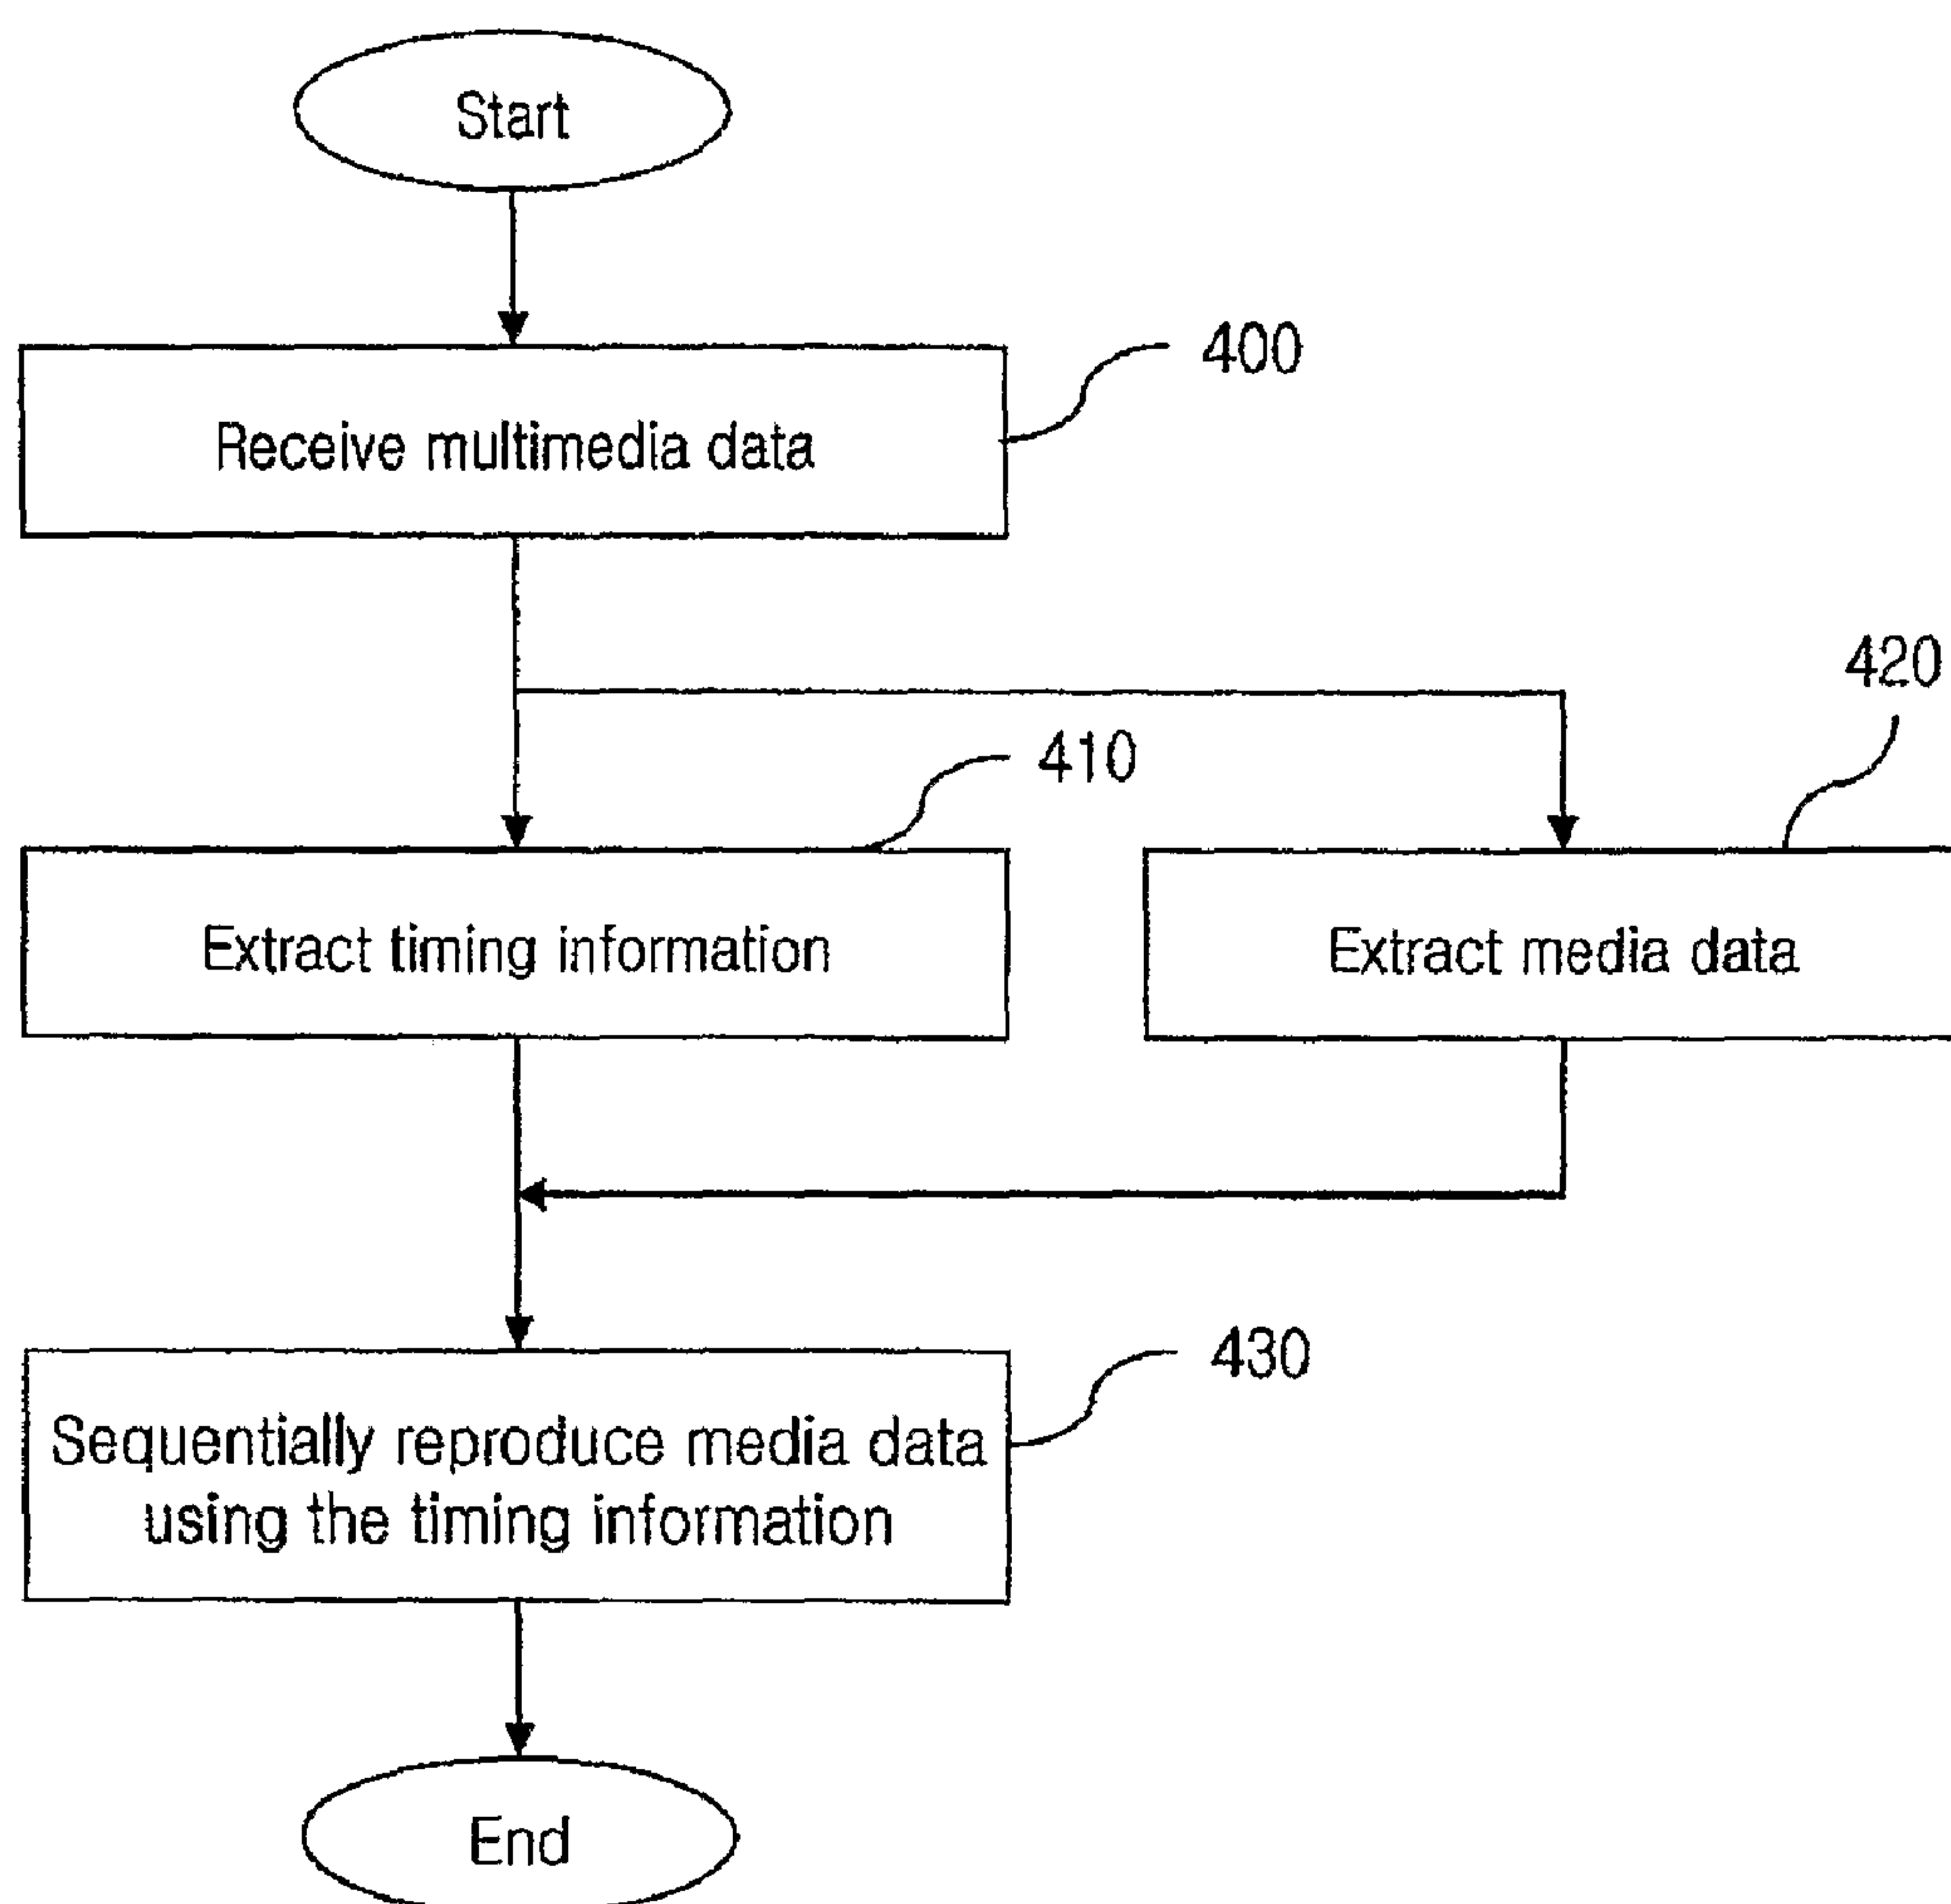 Start
400
Receive multimedia data
420
410
Extract timing information
Extract media data
430
Sequentially reproduce media data
using the timing information
End